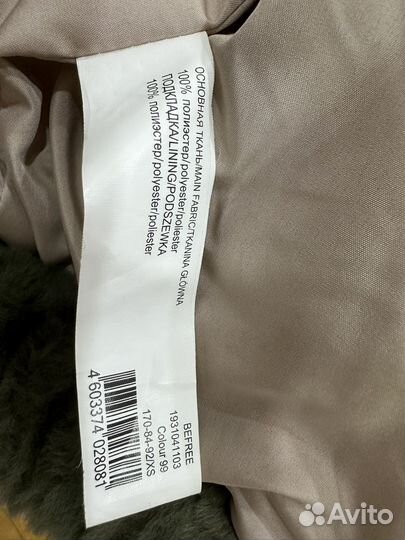 ОСНОВНАЯ ТКАНЬ/MAIN FABRIC/TKANINA GŁÓWNA
100% полиэстер/polyester/poliester
ПОДКЛАДКА/LINING/PODSZEWKA
100% полиэстер/polyester/poliester
BEFREE
1931041103
Colour 99
170-84-92/XS
4 603374 028081
Avito